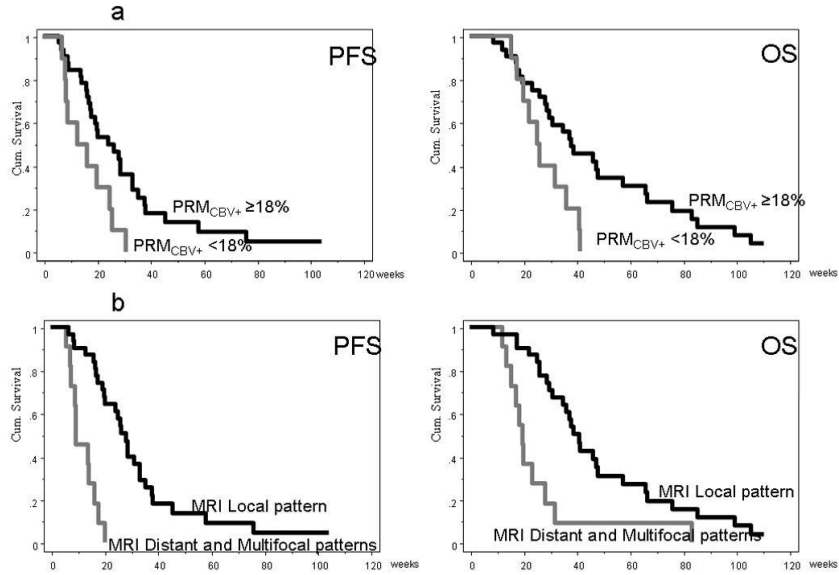 a
PFS
Cum. Survival
1
.8
.6
.4
.2
0
PRM_CBV+ ≥18%
PRM_CBV+ <18%
0 20 40 60 80 100 120 weeks
OS
Cum. Survival
1
.8
.6
.4
.2
0
PRM_CBV+ ≥18%
PRM_CBV+ <18%
0 20 40 60 80 100 120 weeks
b
PFS
Cum. Survival
1
.8
.6
.4
.2
0
MRI Local pattern
MRI Distant and Multifocal patterns
0 20 40 60 80 100 120 weeks
OS
Cum. Survival
1
.8
.6
.4
.2
0
MRI Local pattern
MRI Distant and Multifocal patterns
0 20 40 60 80 100 120 weeks